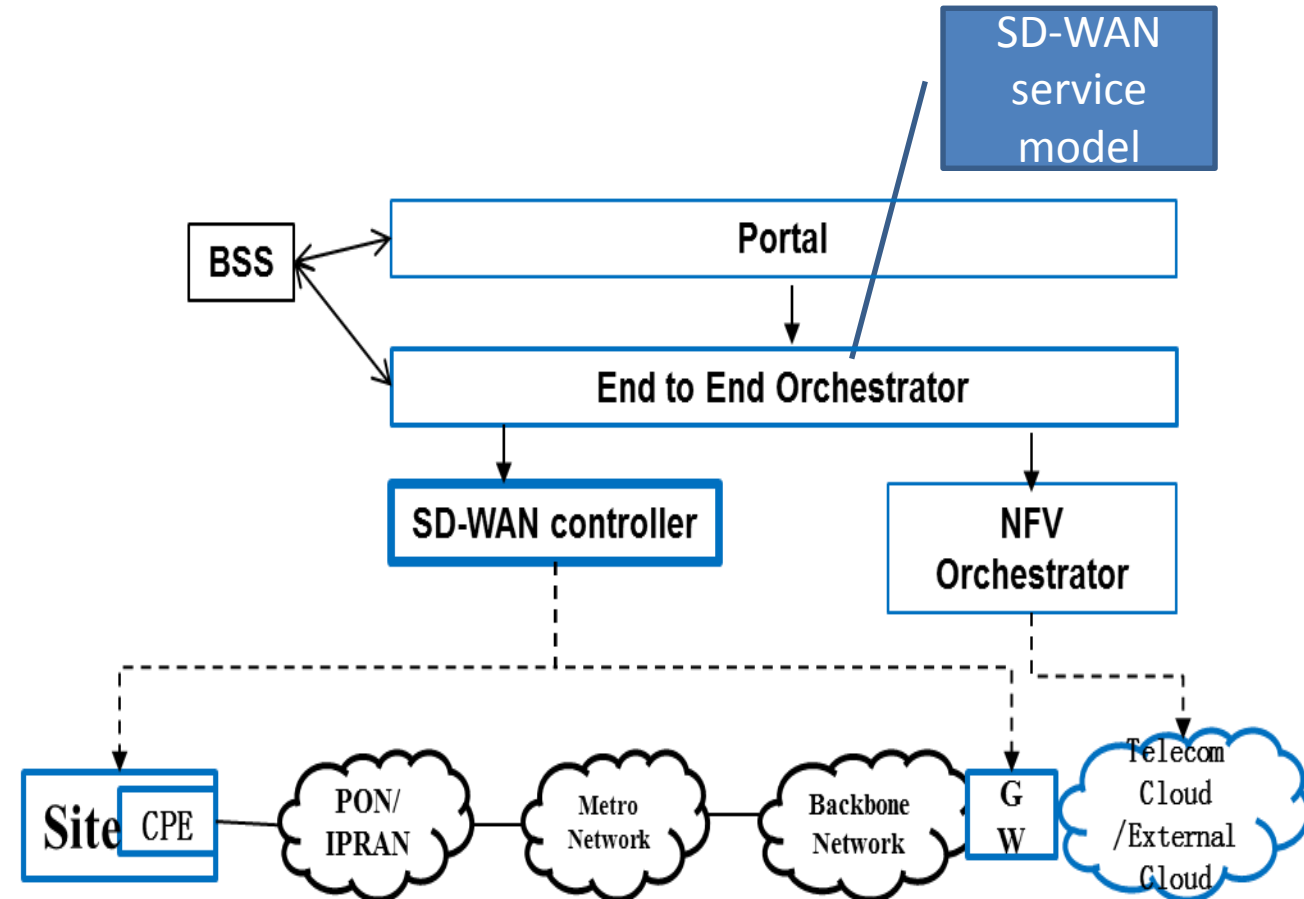 SD-WAN
service
model
Portal
BSS
End to End Orchestrator
SD-WAN controller
NFV
Orchestrator
Site
CPE
PON/
IPRAN
Metro
Network
Backbone
Network
G
W
Telecom
Cloud
/External
Cloud